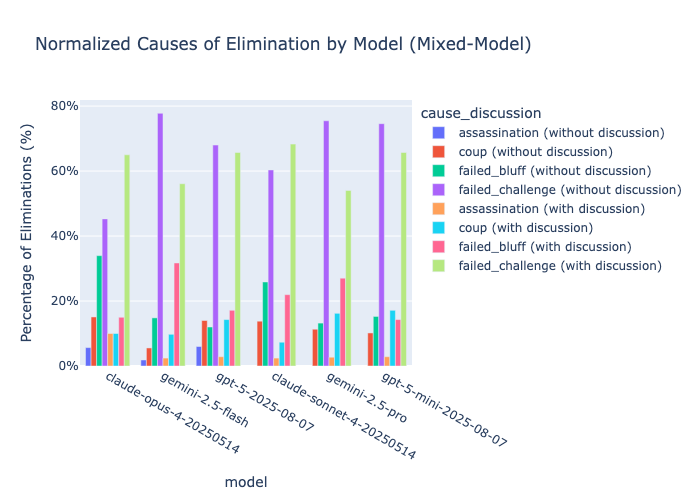 Normalized Causes of Elimination by Model (Mixed-Model)
cause_discussion
assassination (without discussion)
coup (without discussion)
failed_bluff (without discussion)
failed_challenge (without discussion)
assassination (with discussion)
coup (with discussion)
failed_bluff (with discussion)
failed_challenge (with discussion)
Percentage of Eliminations (%)
80%
60%
40%
20%
0%
claude-opus-4-20250514
gemini-2.5-flash
gpt-5-2025-08-07
claude-sonnet-4-20250514
gemini-2.5-pro
gpt-5-mini-2025-08-07
model